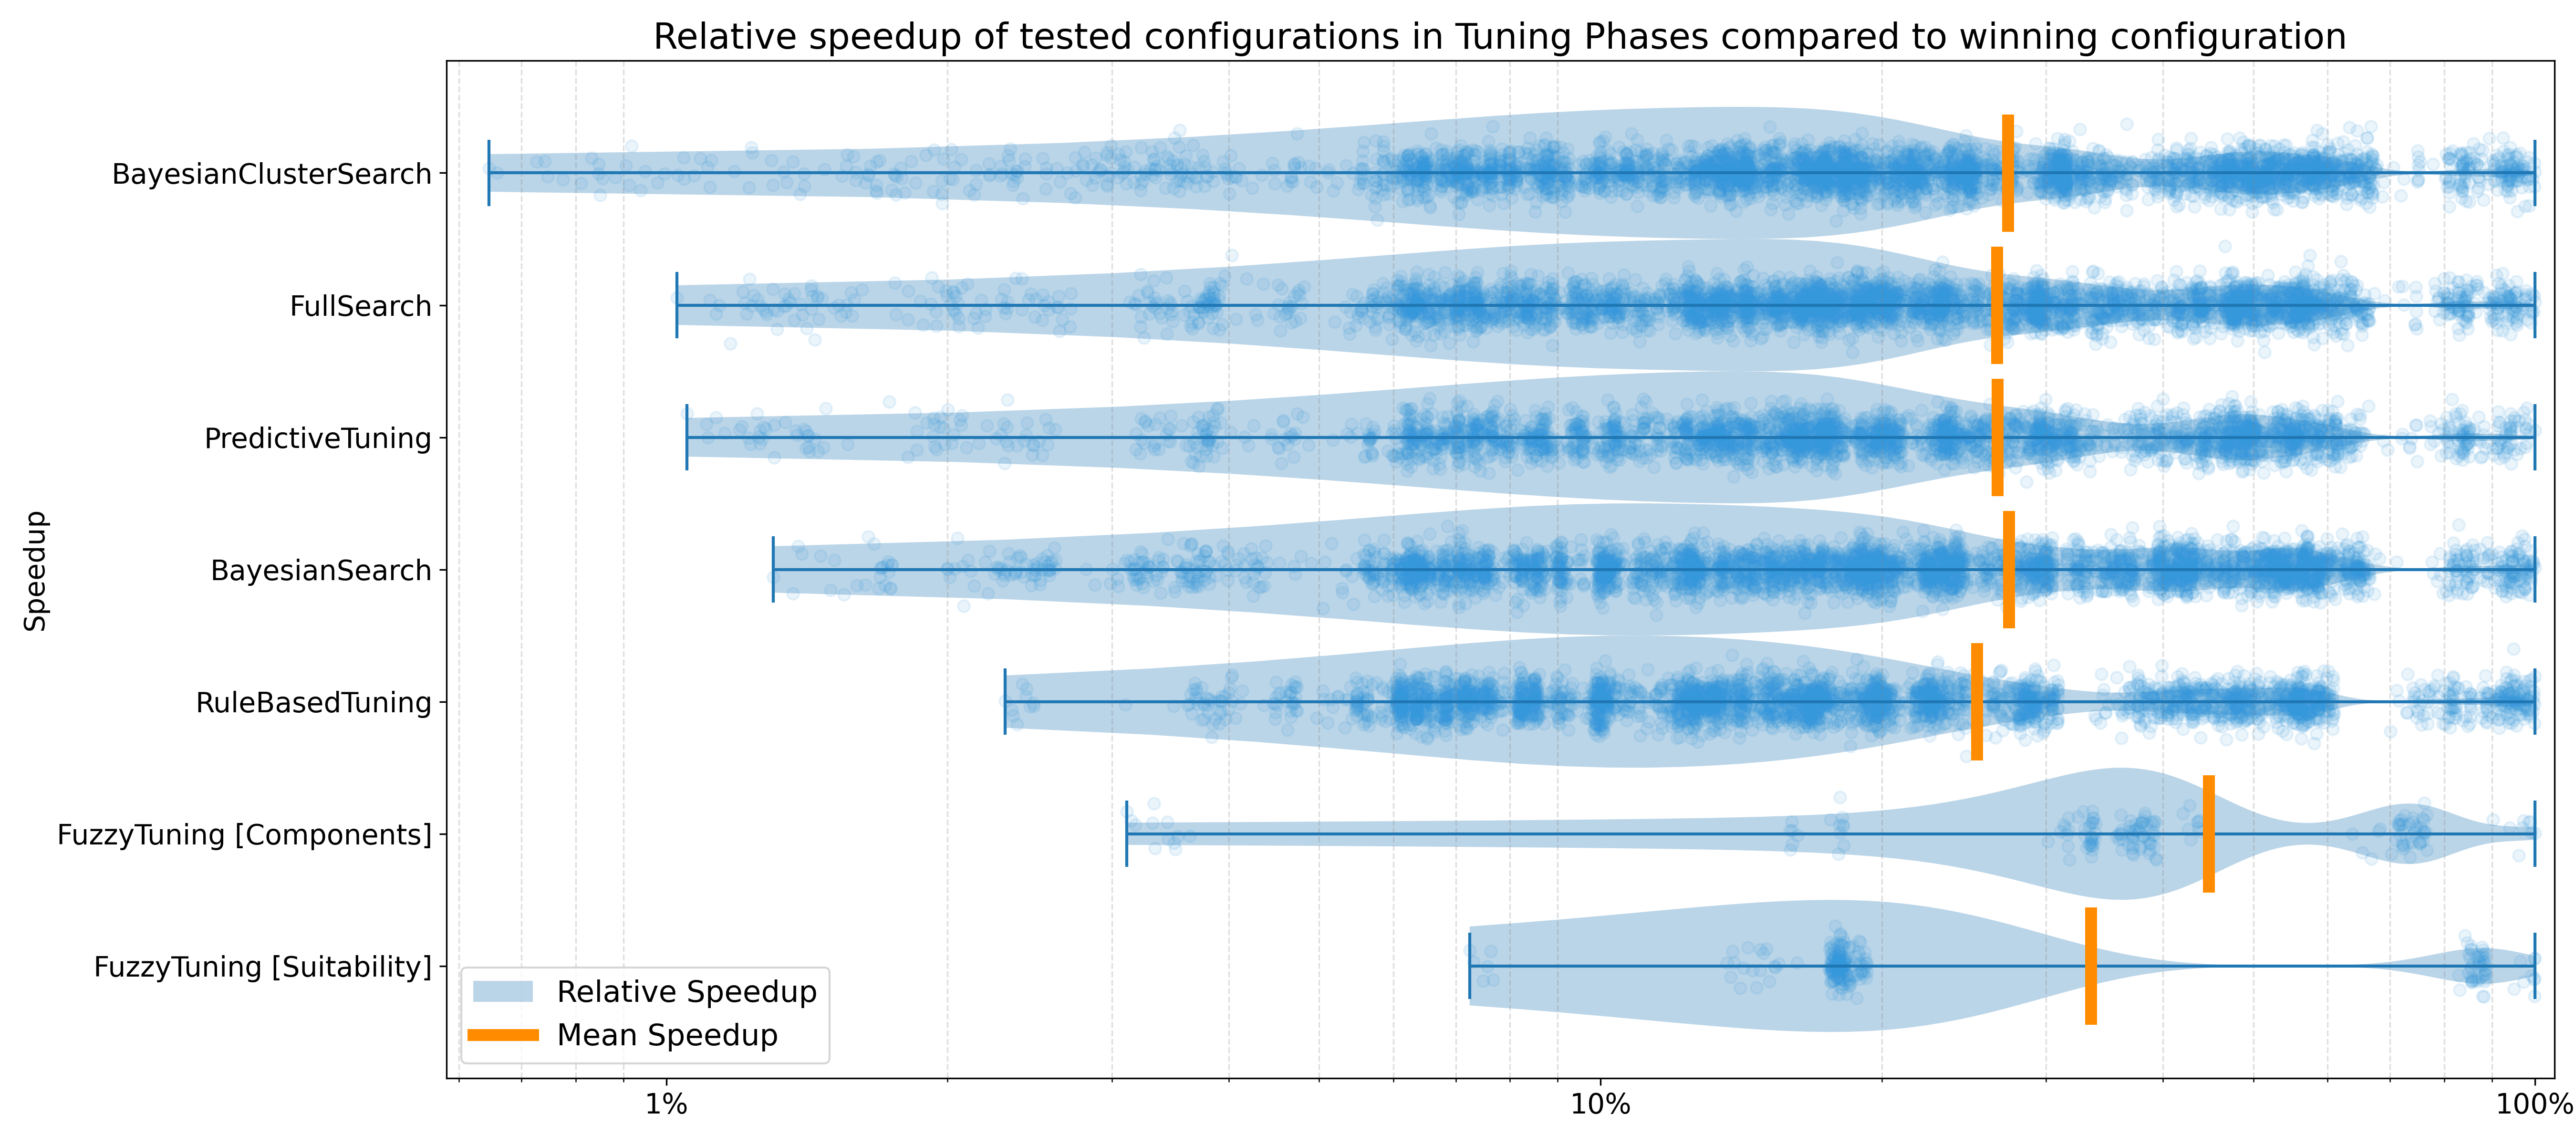 Relative speedup of tested configurations in Tuning Phases compared to winning configuration
Speedup
BayesianClusterSearch
FullSearch
PredictiveTuning
BayesianSearch
RuleBasedTuning
FuzzyTuning [Components]
FuzzyTuning [Suitability]
Relative Speedup
Mean Speedup
1% 10% 100%